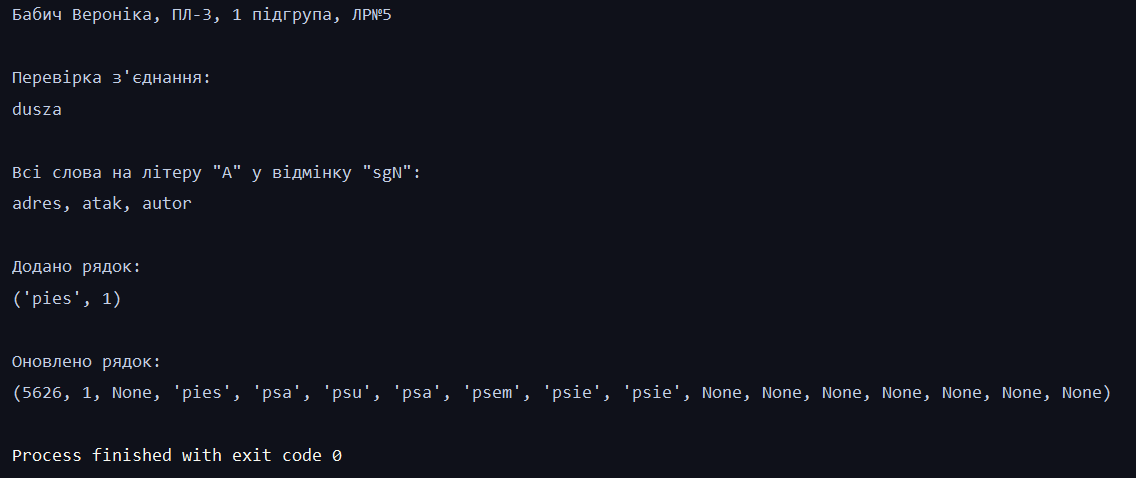 Бабич Вероніка, ПЛ-3, 1 підгрупа, ЛР№5
Перевірка з'єднання:
dusza
Всі слова на літеру "А" у відмінку "sgN":
adres, atak, autor
Додано рядок:
('pies', 1)
Оновлено рядок:
(5626, 1, None, 'pies', 'psa', 'psu', 'psa', 'psem', 'psie', 'psie', None, None, None, None, None, None, None)
Process finished with exit code 0